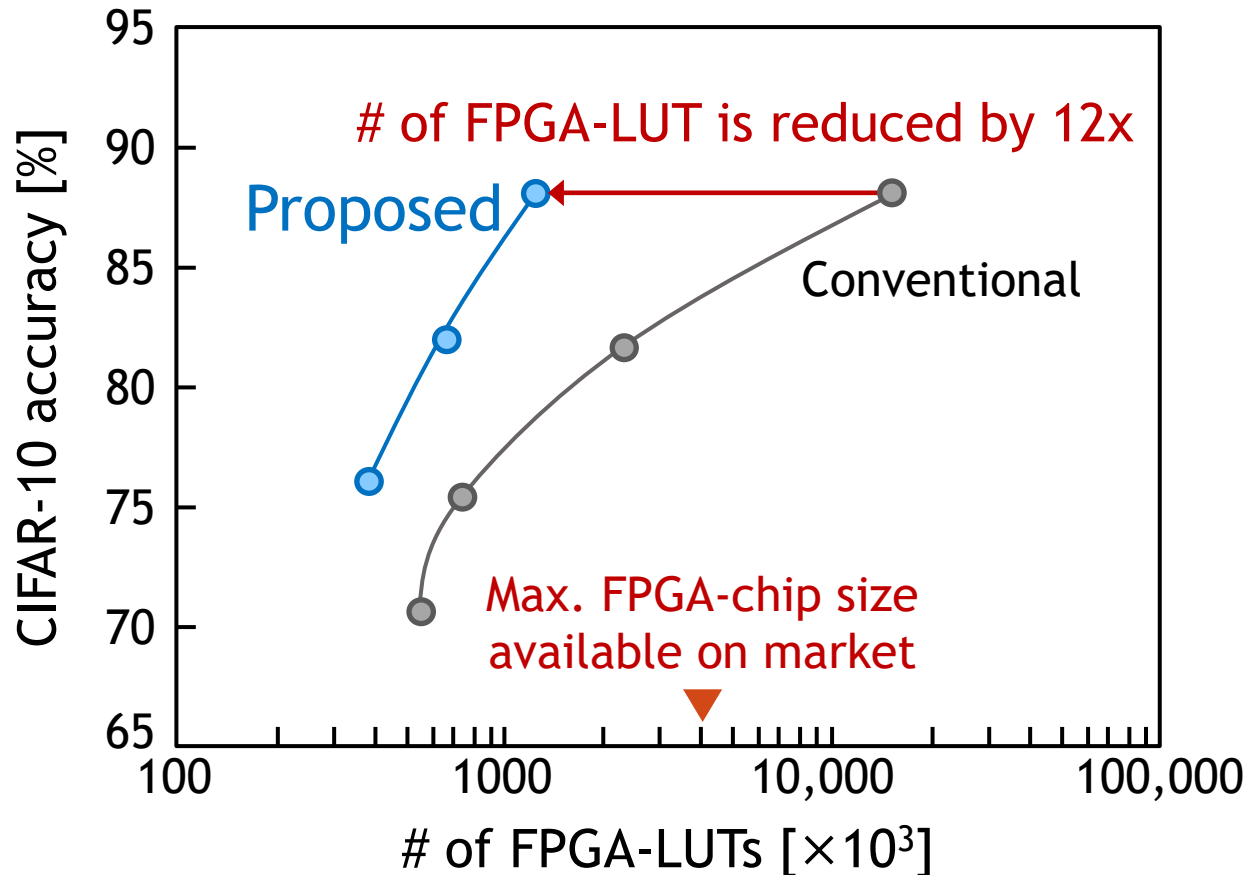 95
90
85
80
75
70
65
CIFAR-10 accuracy [%]
# of FPGA-LUT is reduced by 12x
Proposed
Conventional
Max. FPGA-chip size
available on market
100
1000
10,000
100,000
# of FPGA-LUTs [×10³]